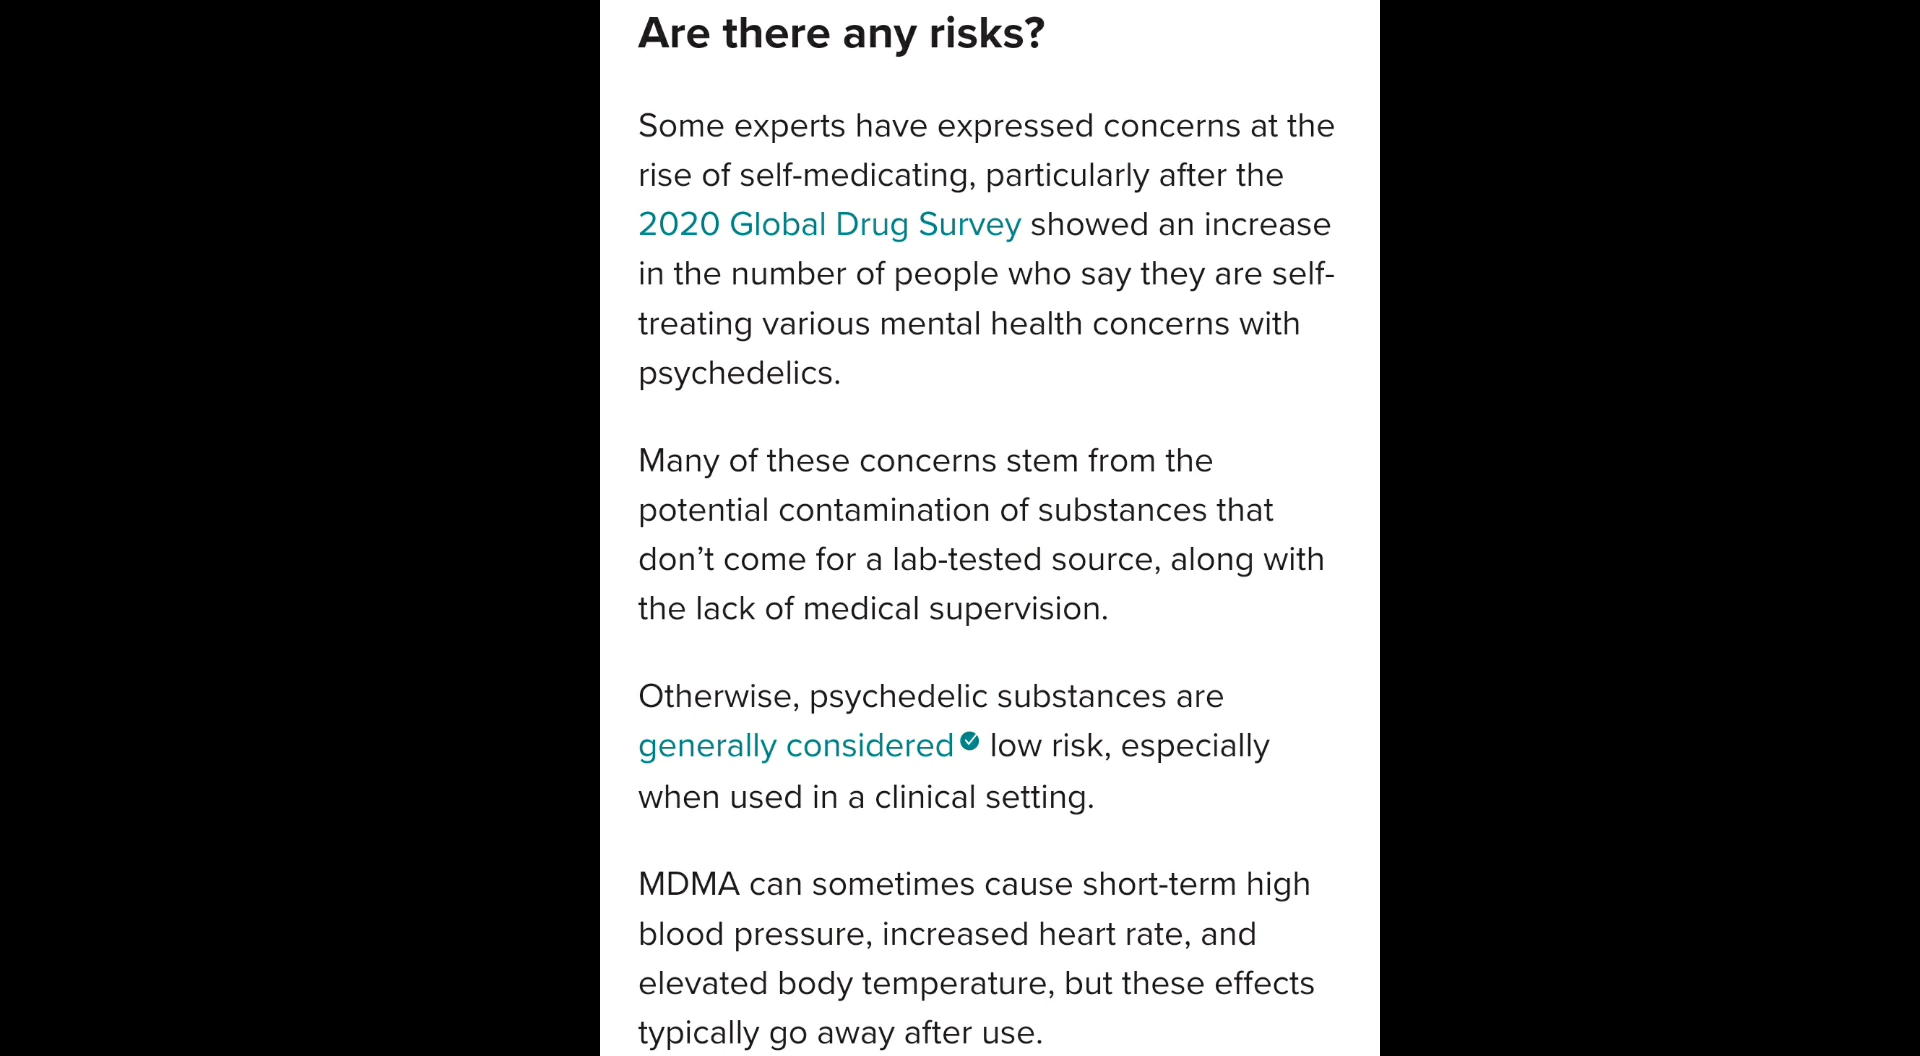 Are there any risks?
Some experts have expressed concerns at the
rise of self-medicating, particularly after the
2020 Global Drug Survey showed an increase
in the number of people who say they are self-
treating various mental health concerns with
psychedelics.
Many of these concerns stem from the
potential contamination of substances that
don’t come for a lab-tested source, along with
the lack of medical supervision.
Otherwise, psychedelic substances are
generally considered low risk, especially
when used in a clinical setting.
MDMA can sometimes cause short-term high
blood pressure, increased heart rate, and
elevated body temperature, but these effects
typically go away after use.